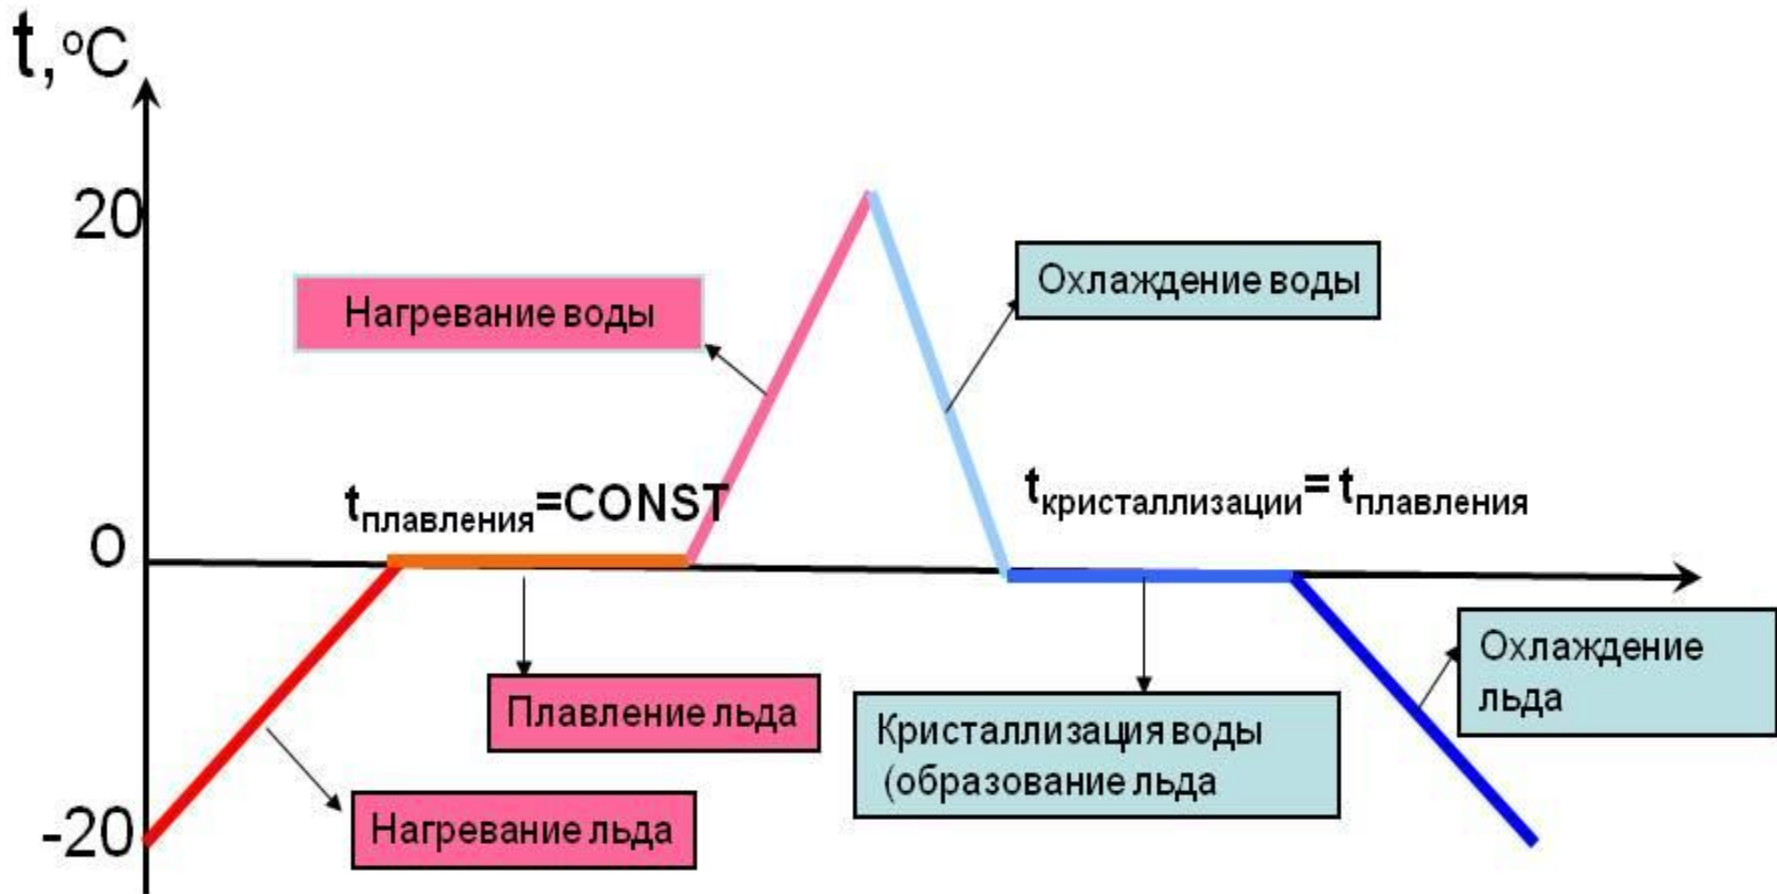 t,ºC
20
Охлаждение воды
Нагревание воды
tплавления=CONST
tкристаллизации= tплавления
0
Охлаждение
льда
Плавление льда
Кристаллизация воды
(образование льда
Нагревание льда
-20